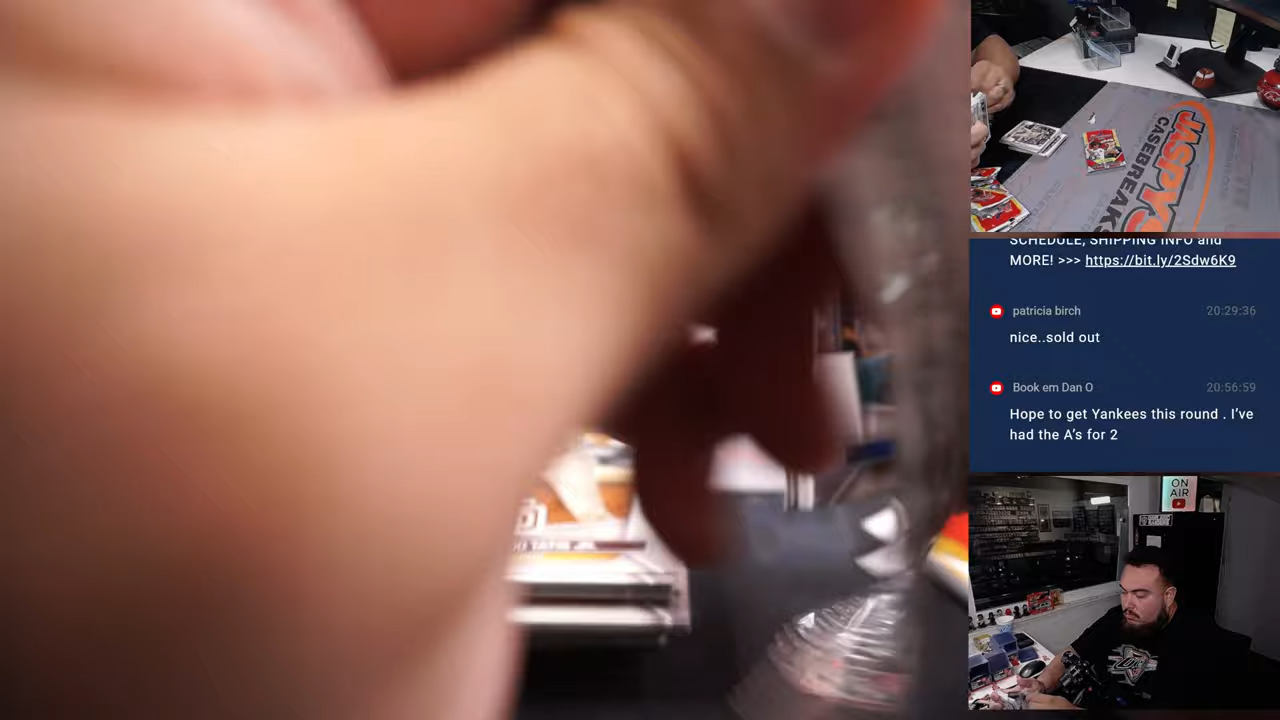 JASPYS
CASEBREAKS
SCHEDULE, SHIPPING INFO and
MORE! >>> https://bit.ly/2Sdw6K9
patricia birch 20:29:36
nice..sold out
Book em Dan O 20:56:59
Hope to get Yankees this round . I've
had the A's for 2
ON
AIR